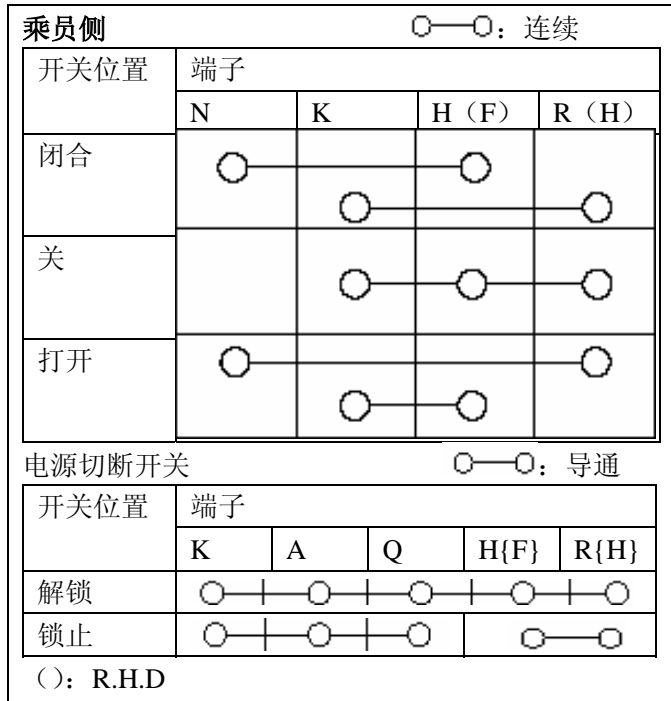 乘员侧 ：连续
开关位置 端子
N K H（F） R（H）
闭合
关
打开
电源切断开关 ：导通
开关位置 端子
K A Q H{F} R{H}
解锁
锁止
（）：R.H.D